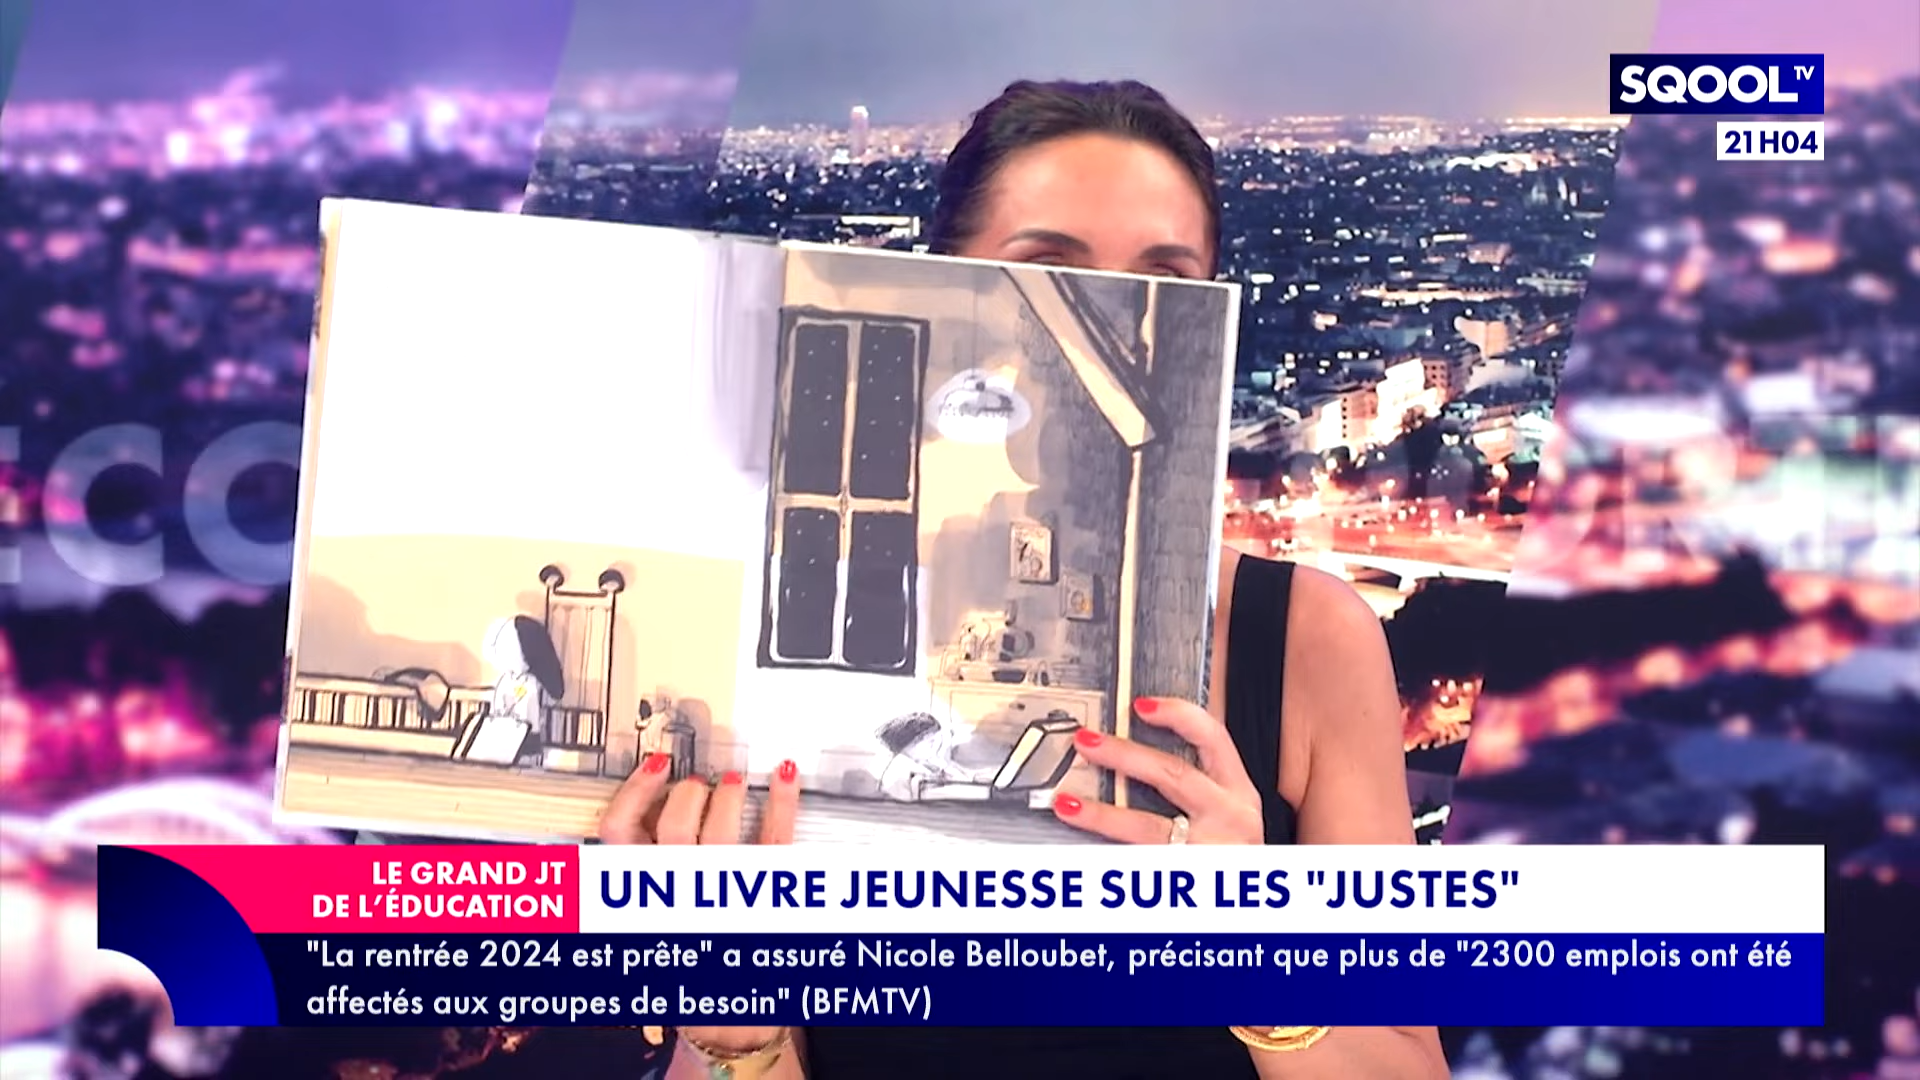 SQOOL TV
21H04
LE GRAND JT
DE L'ÉDUCATION
UN LIVRE JEUNESSE SUR LES "JUSTES"
"La rentrée 2024 est prête" a assuré Nicole Belloubet, précisant que plus de "2300 emplois ont été
affectés aux groupes de besoin" (BFMTV)